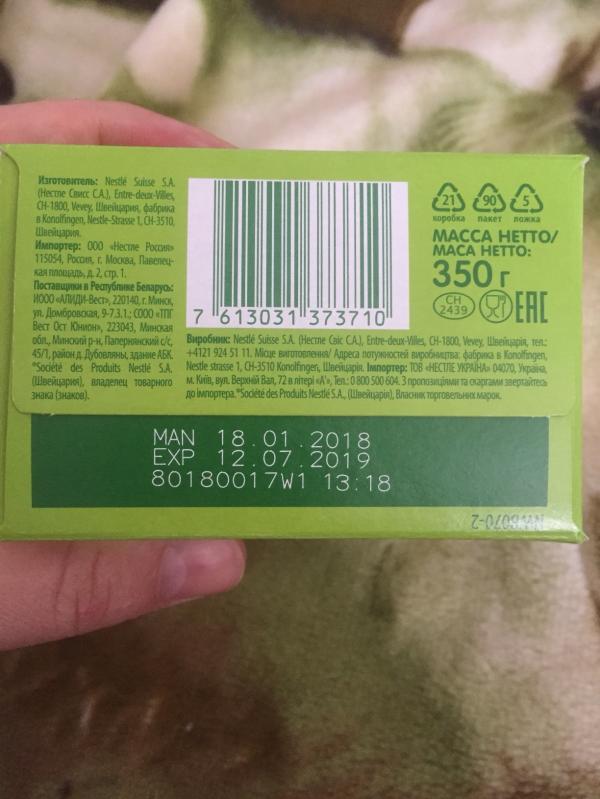 Изготовитель: Nestlé Suisse S.A.
(Нестле Свисс С.А.), Entre-deux-Villes,
CH-1800, Vevey, Швейцария, фабрика
в Konolfingen, Nestle-Strasse 1, CH-3510,
Швейцария.
Импортер: ООО «Нестле Россия»
115054, Россия, г. Москва, Павелец-
кая площадь, д. 2, стр. 1.
Поставщики в Республике Беларусь:
ИООО «АЛИДИ-Вест», 220140, г. Минск,
ул. Домбровская, 9-7.3.1.; СООО «ТПГ
Вест Ост Юнион», 223043, Минская
обл., Минский р-н, Папернянский с/с,
45/1, район д. Дубовляны, здание АБК.
®Société des Produits Nestlé S.A.
(Швейцария), владелец товарного
знака (знаков).
7 613031 373710
21 90 5
коробка пакет ложка
МАССА НЕТТО/
МАСА НЕТТО:
350 г
CH
2439
EAC
Виробник: Nestlé Suisse S.A. (Нестле Свіс С.А.), Entre-deux-Villes, CH-1800, Vevey, Швейцарія, тел.:
+4121 924 51 11. Місце виготовлення/ Адреса потужностей виробництва: фабрика в Konolfingen,
Nestle strasse 1, CH-3510 Konolfingen, Швейцарія. Імпортер: ТОВ «НЕСТЛЕ УКРАЇНА» 04070, Україна,
м. Київ, вул. Верхній Вал, 72 в літері «А», Тел.: 0 800 500 604. З пропозиціями та скаргами звертайтесь
до імпортера. ®Société des Produits Nestlé S.A., (Швейцарія), Власник торговельних марок.
MAN 18.01.2018
EXP 12.07.2019
80180017W1 13:18